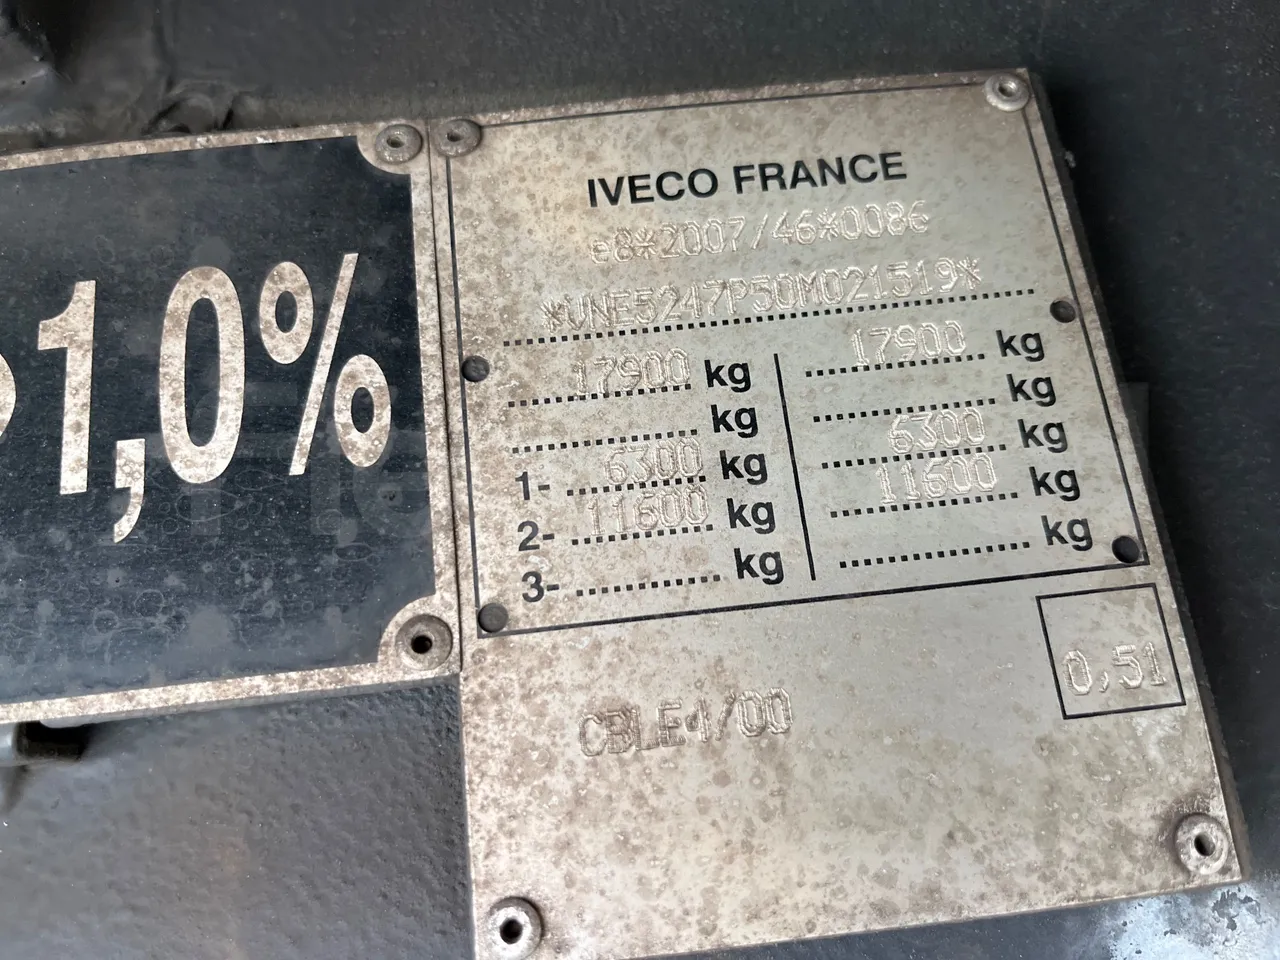 1,0%
IVECO FRANCE
e8*2007/46*0086
*VNE5247P50M021519*
17900 kg 17900 kg
kg kg
1- 6300 kg 6300 kg
2- 11600 kg 11600 kg
3- kg kg
0,51
CBLE4/00